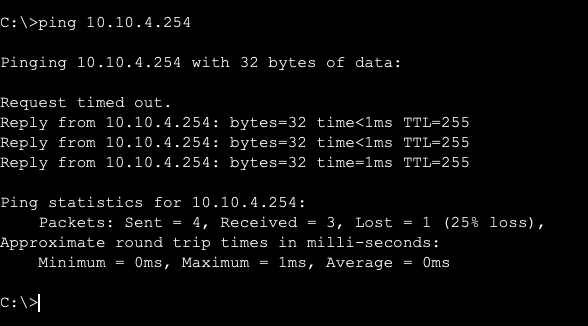 C:\>ping 10.10.4.254
Pinging 10.10.4.254 with 32 bytes of data:
Request timed out.
Reply from 10.10.4.254: bytes=32 time<1ms TTL=255
Reply from 10.10.4.254: bytes=32 time<1ms TTL=255
Reply from 10.10.4.254: bytes=32 time=1ms TTL=255
Ping statistics for 10.10.4.254:
    Packets: Sent = 4, Received = 3, Lost = 1 (25% loss),
Approximate round trip times in milli-seconds:
    Minimum = 0ms, Maximum = 1ms, Average = 0ms
C:\>